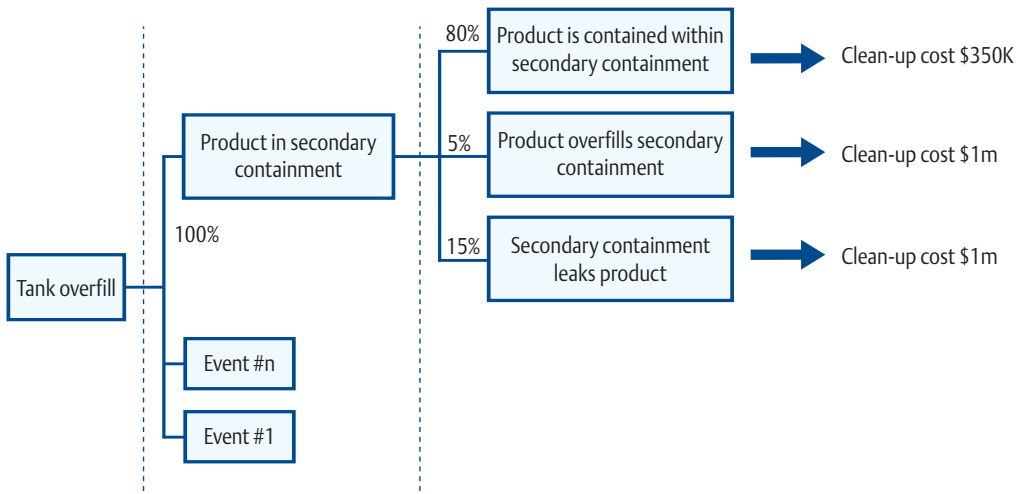 80%
Product is contained within
secondary containment
Clean-up cost $350K
Product in secondary
containment
5%
Product overfills secondary
containment
Clean-up cost $1m
100%
15%
Secondary containment
leaks product
Clean-up cost $1m
Tank overfill
Event #n
Event #1